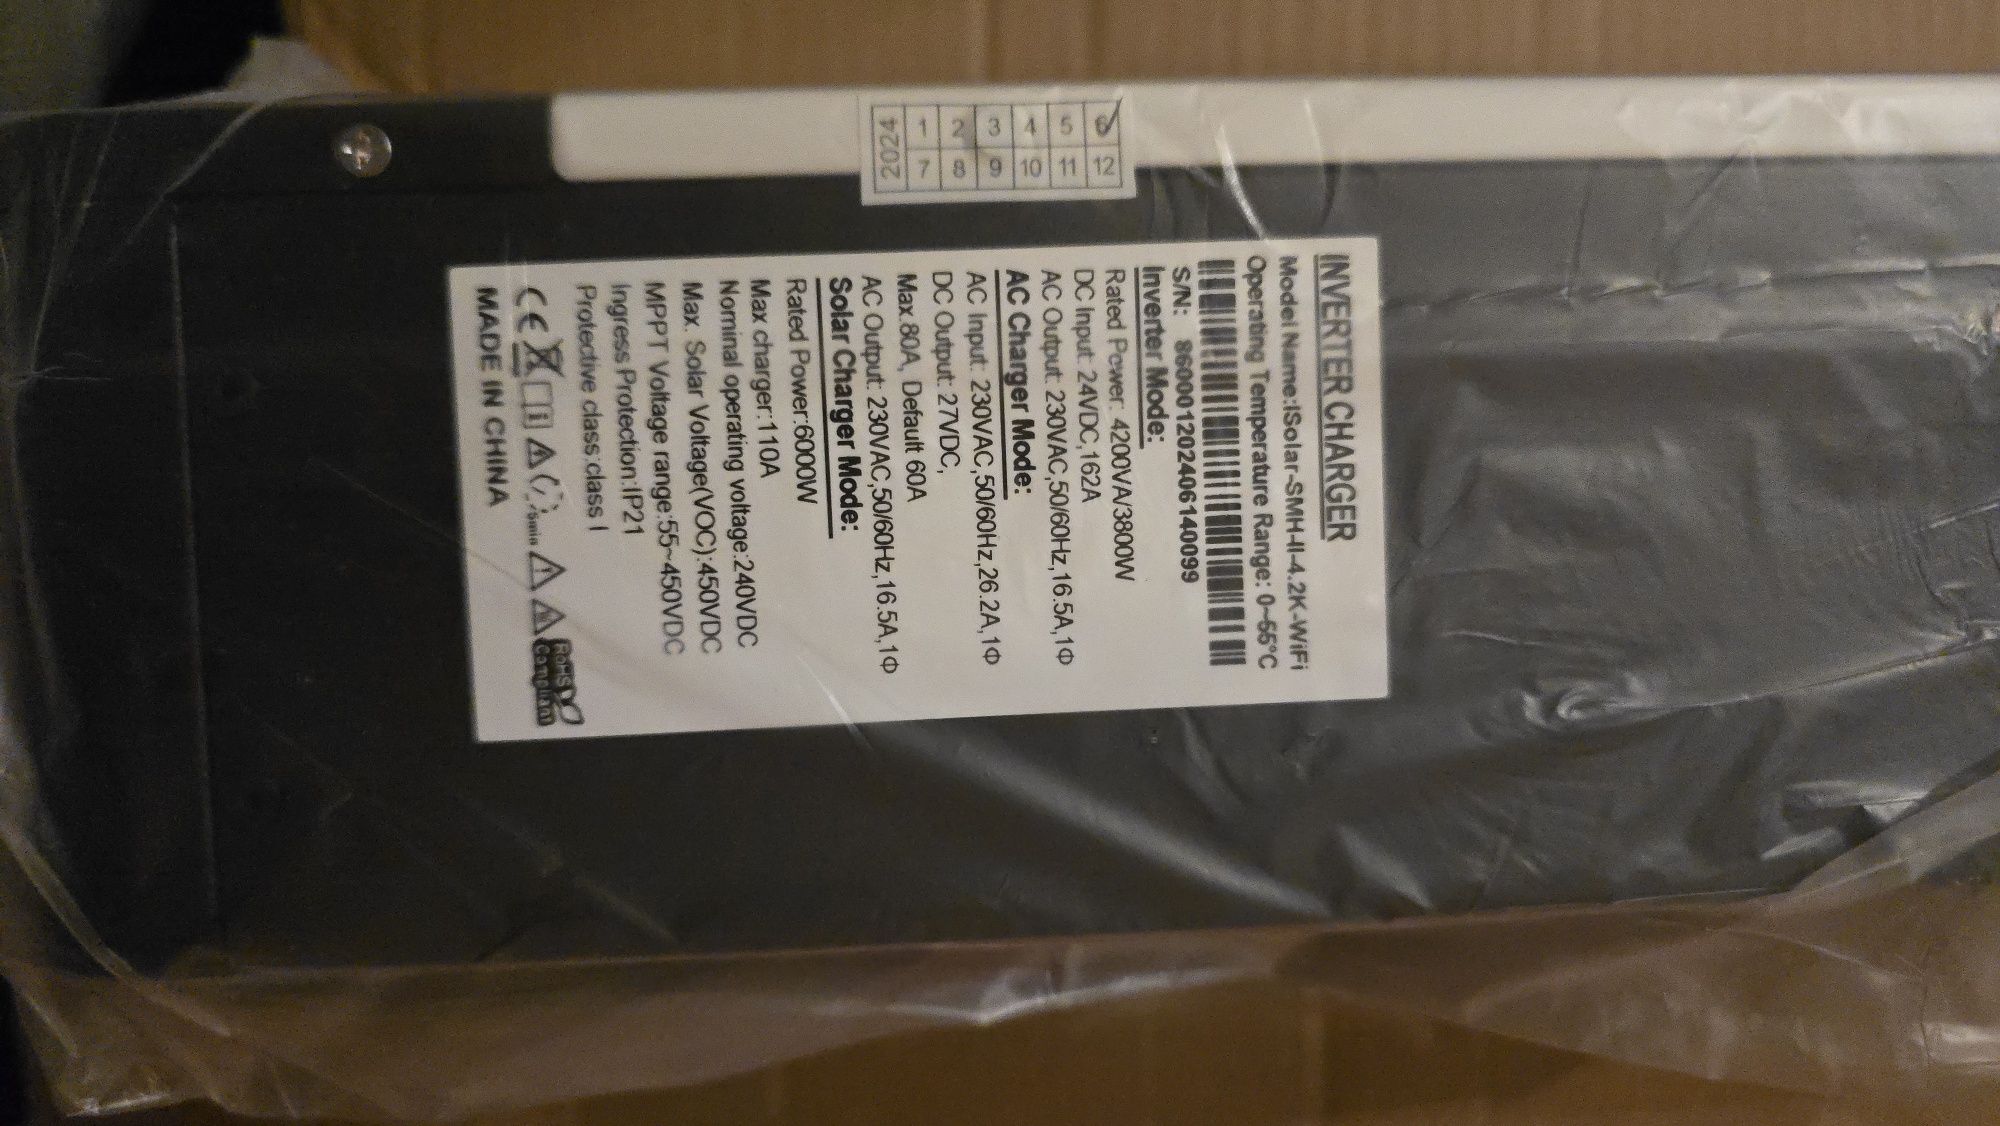 2024 1 2 3 4 5 6
7 8 9 10 11 12
INVERTER CHARGER
Model Name:ISolar-SMH-II-4.2K-WiFi
Operating Temperature Range: 0~55°C
S/N: 860001202406140099
Inverter Mode:
Rated Power: 4200VA/3800W
DC Input: 24VDC,162A
AC Output: 230VAC,50/60Hz,16.5A,1Φ
AC Charger Mode:
AC Input: 230VAC,50/60Hz,26.2A,1Φ
DC Output: 27VDC,
Max.80A, Default 60A
AC Output: 230VAC,50/60Hz,16.5A,1Φ
Solar Charger Mode:
Rated Power:6000W
Max charger:110A
Nominal operating voltage:240VDC
Max. Solar Voltage(VOC):450VDC
MPPT Voltage range:55~450VDC
Ingress Protection:IP21
Protective class:class I
CE 5min RoHS
Compliant
MADE IN CHINA